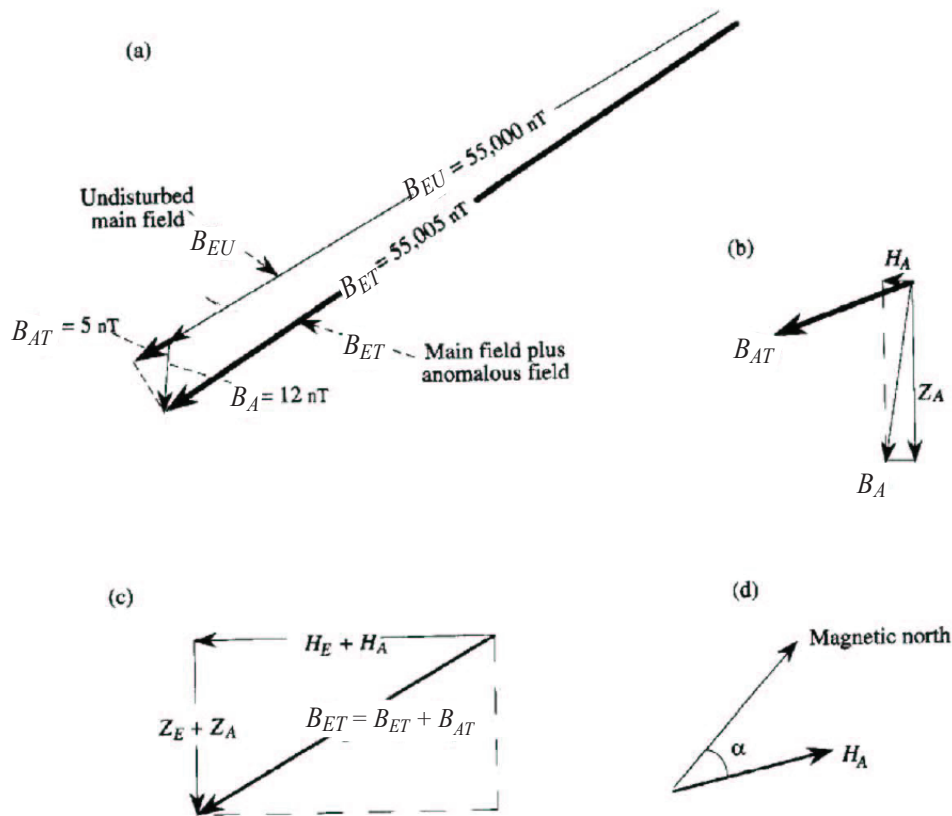 (a)
B_EU = 55,000 nT
Undisturbed
main field
B_EU
B_ET = 55,005 nT
B_AT = 5 nT
B_ET
Main field plus
anomalous field
B_A = 12 nT
(b)
H_A
B_AT
Z_A
B_A
(c)
H_E + H_A
Z_E + Z_A
B_ET = B_ET + B_AT
(d)
Magnetic north
α
H_A